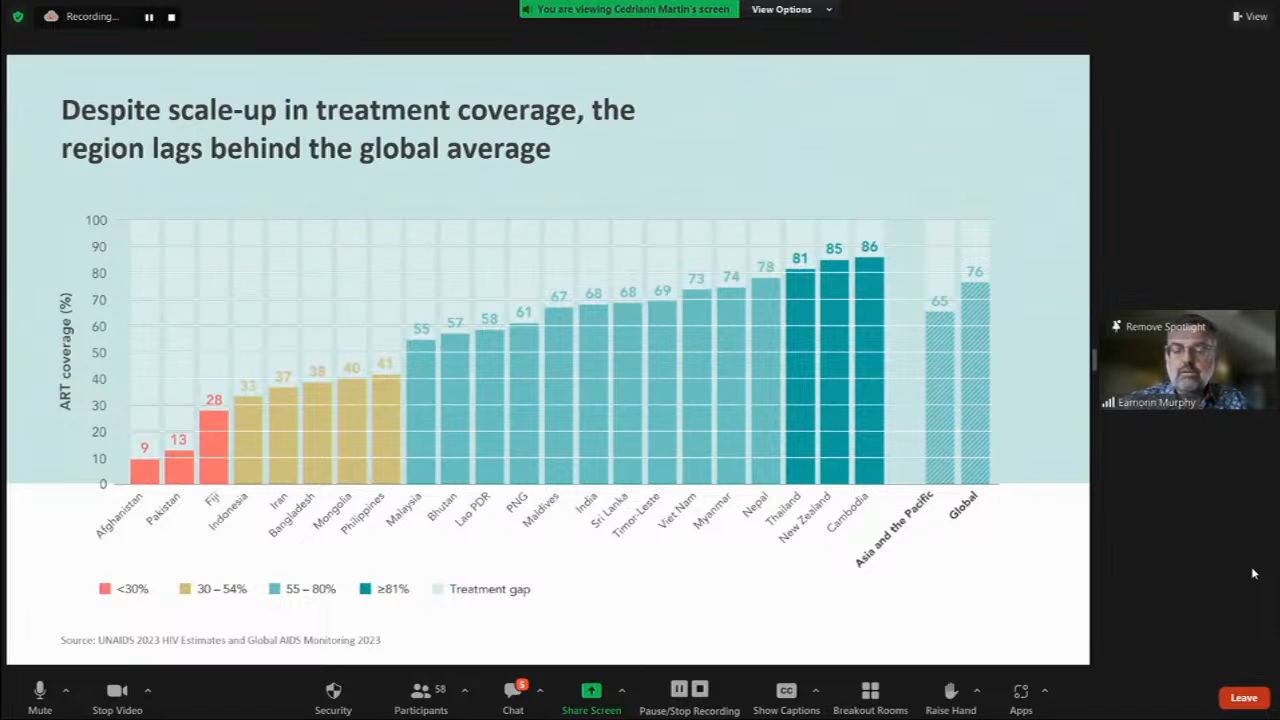 Recording...
You are viewing Cedriann Martin's screen
View Options
View
Despite scale-up in treatment coverage, the
region lags behind the global average
ART coverage (%)
100
90
80
70
60
50
40
30
20
10
0
9
13
28
33
37
38
40
41
55
57
58
61
67
68
68
69
73
74
78
81
85
86
65
76
Afghanistan
Pakistan
Fiji
Indonesia
Iran
Bangladesh
Mongolia
Philippines
Malaysia
Bhutan
Lao PDR
PNG
Maldives
India
Sri Lanka
Timor-Leste
Viet Nam
Myanmar
Nepal
Thailand
New Zealand
Cambodia
Asia and the Pacific
Global
<30%
30 – 54%
55 – 80%
≥81%
Treatment gap
Source: UNAIDS 2023 HIV Estimates and Global AIDS Monitoring 2023
Remove Spotlight
Eamonn Murphy
Mute
Stop Video
Security
58
Participants
5
Chat
Share Screen
Pause/Stop Recording
CC
Show Captions
Breakout Rooms
Raise Hand
Apps
Leave